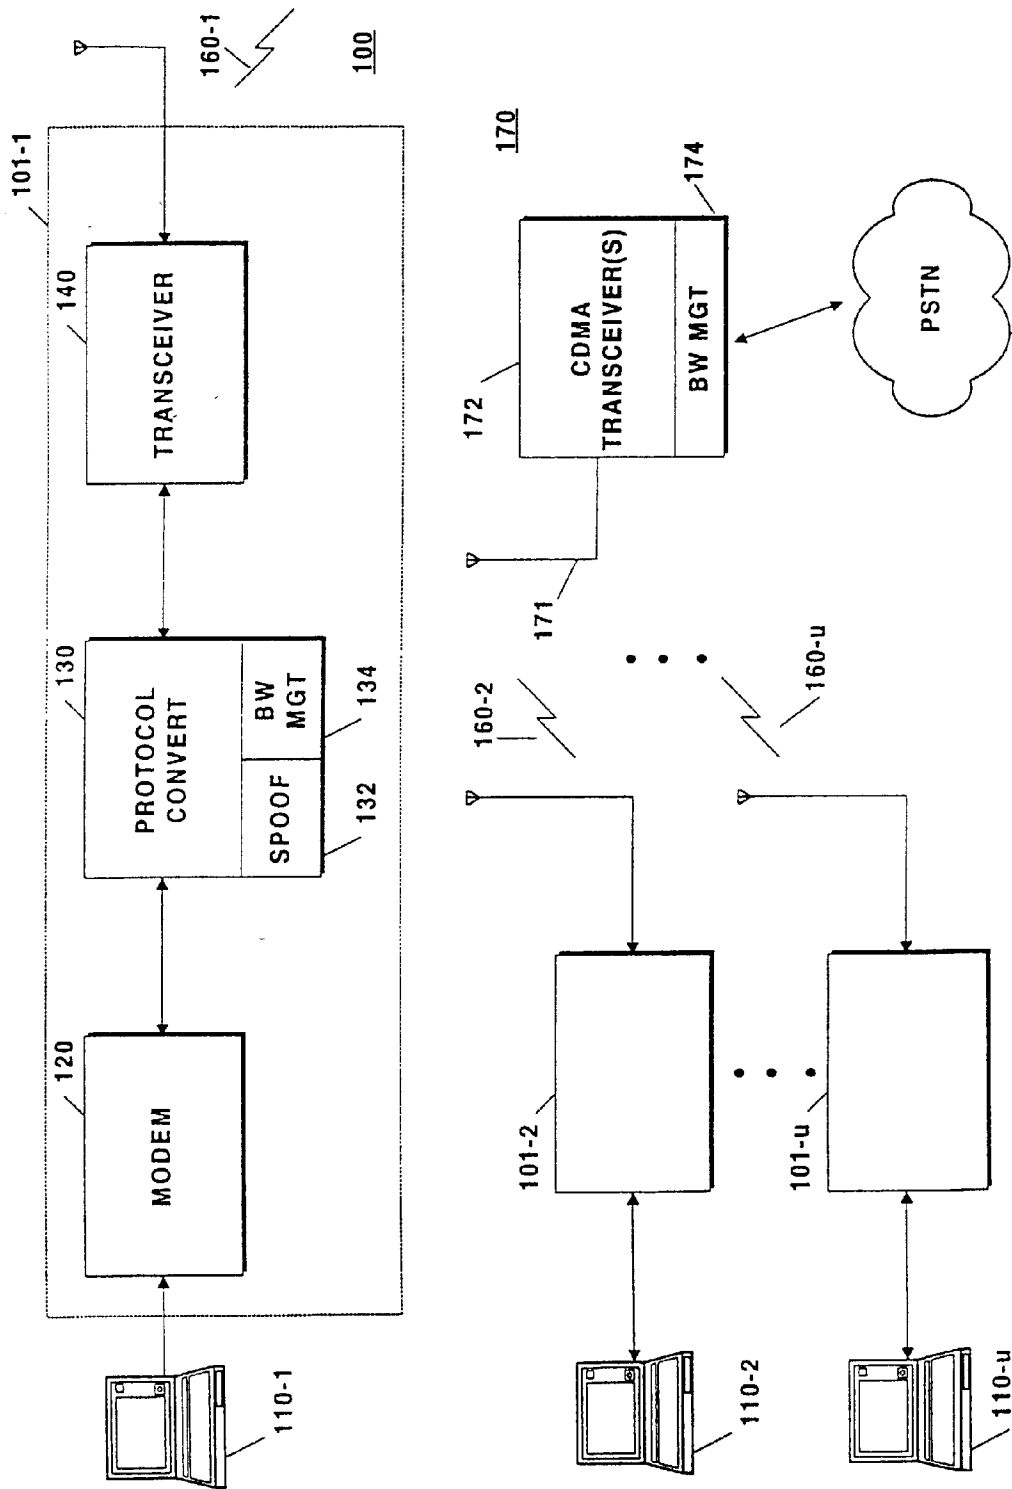 101-1
120
MODEM
130
PROTOCOL
CONVERT
SPOOF
BW
MGT
132
134
140
TRANSCEIVER
160-1
110-1
100
170
160-2
171
172
CDMA
TRANSCEIVER(S)
BW MGT
174
101-2
110-2
160-u
101-u
110-u
PSTN